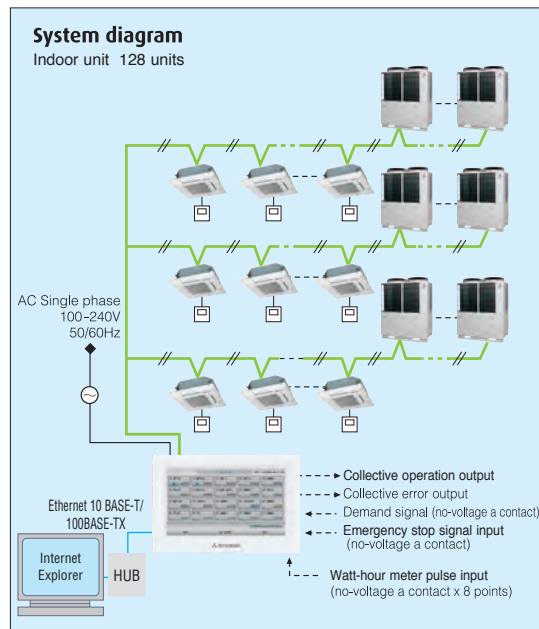 System diagram
Indoor unit 128 units
AC Single phase
100-240V
50/60Hz
Ethernet 10 BASE-T/
100BASE-TX
Internet
Explorer
HUB
Collective operation output
Collective error output
Demand signal (no-voltage a contact)
Emergency stop signal input
(no-voltage a contact)
Watt-hour meter pulse input
(no-voltage a contact x 8 points)